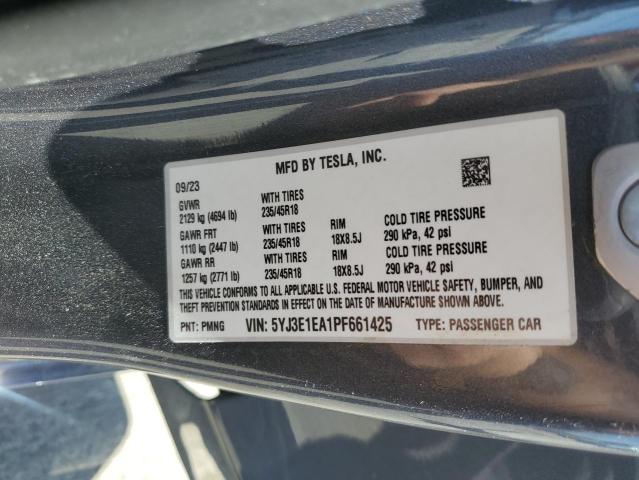 MFD BY TESLA, INC.
09/23
GVWR WITH TIRES
2129 kg (4694 lb) 235/45R18
GAWR FRT WITH TIRES RIM COLD TIRE PRESSURE
1110 kg (2447 lb) 235/45R18 18X8.5J 290 kPa, 42 psi
GAWR RR WITH TIRES RIM COLD TIRE PRESSURE
1257 kg (2771 lb) 235/45R18 18X8.5J 290 kPa, 42 psi
THIS VEHICLE CONFORMS TO ALL APPLICABLE U.S. FEDERAL MOTOR VEHICLE SAFETY, BUMPER, AND
THEFT PREVENTION STANDARDS IN EFFECT ON THE DATE OF MANUFACTURE SHOWN ABOVE.
PNT: PMNG VIN: 5YJ3E1EA1PF661425 TYPE: PASSENGER CAR